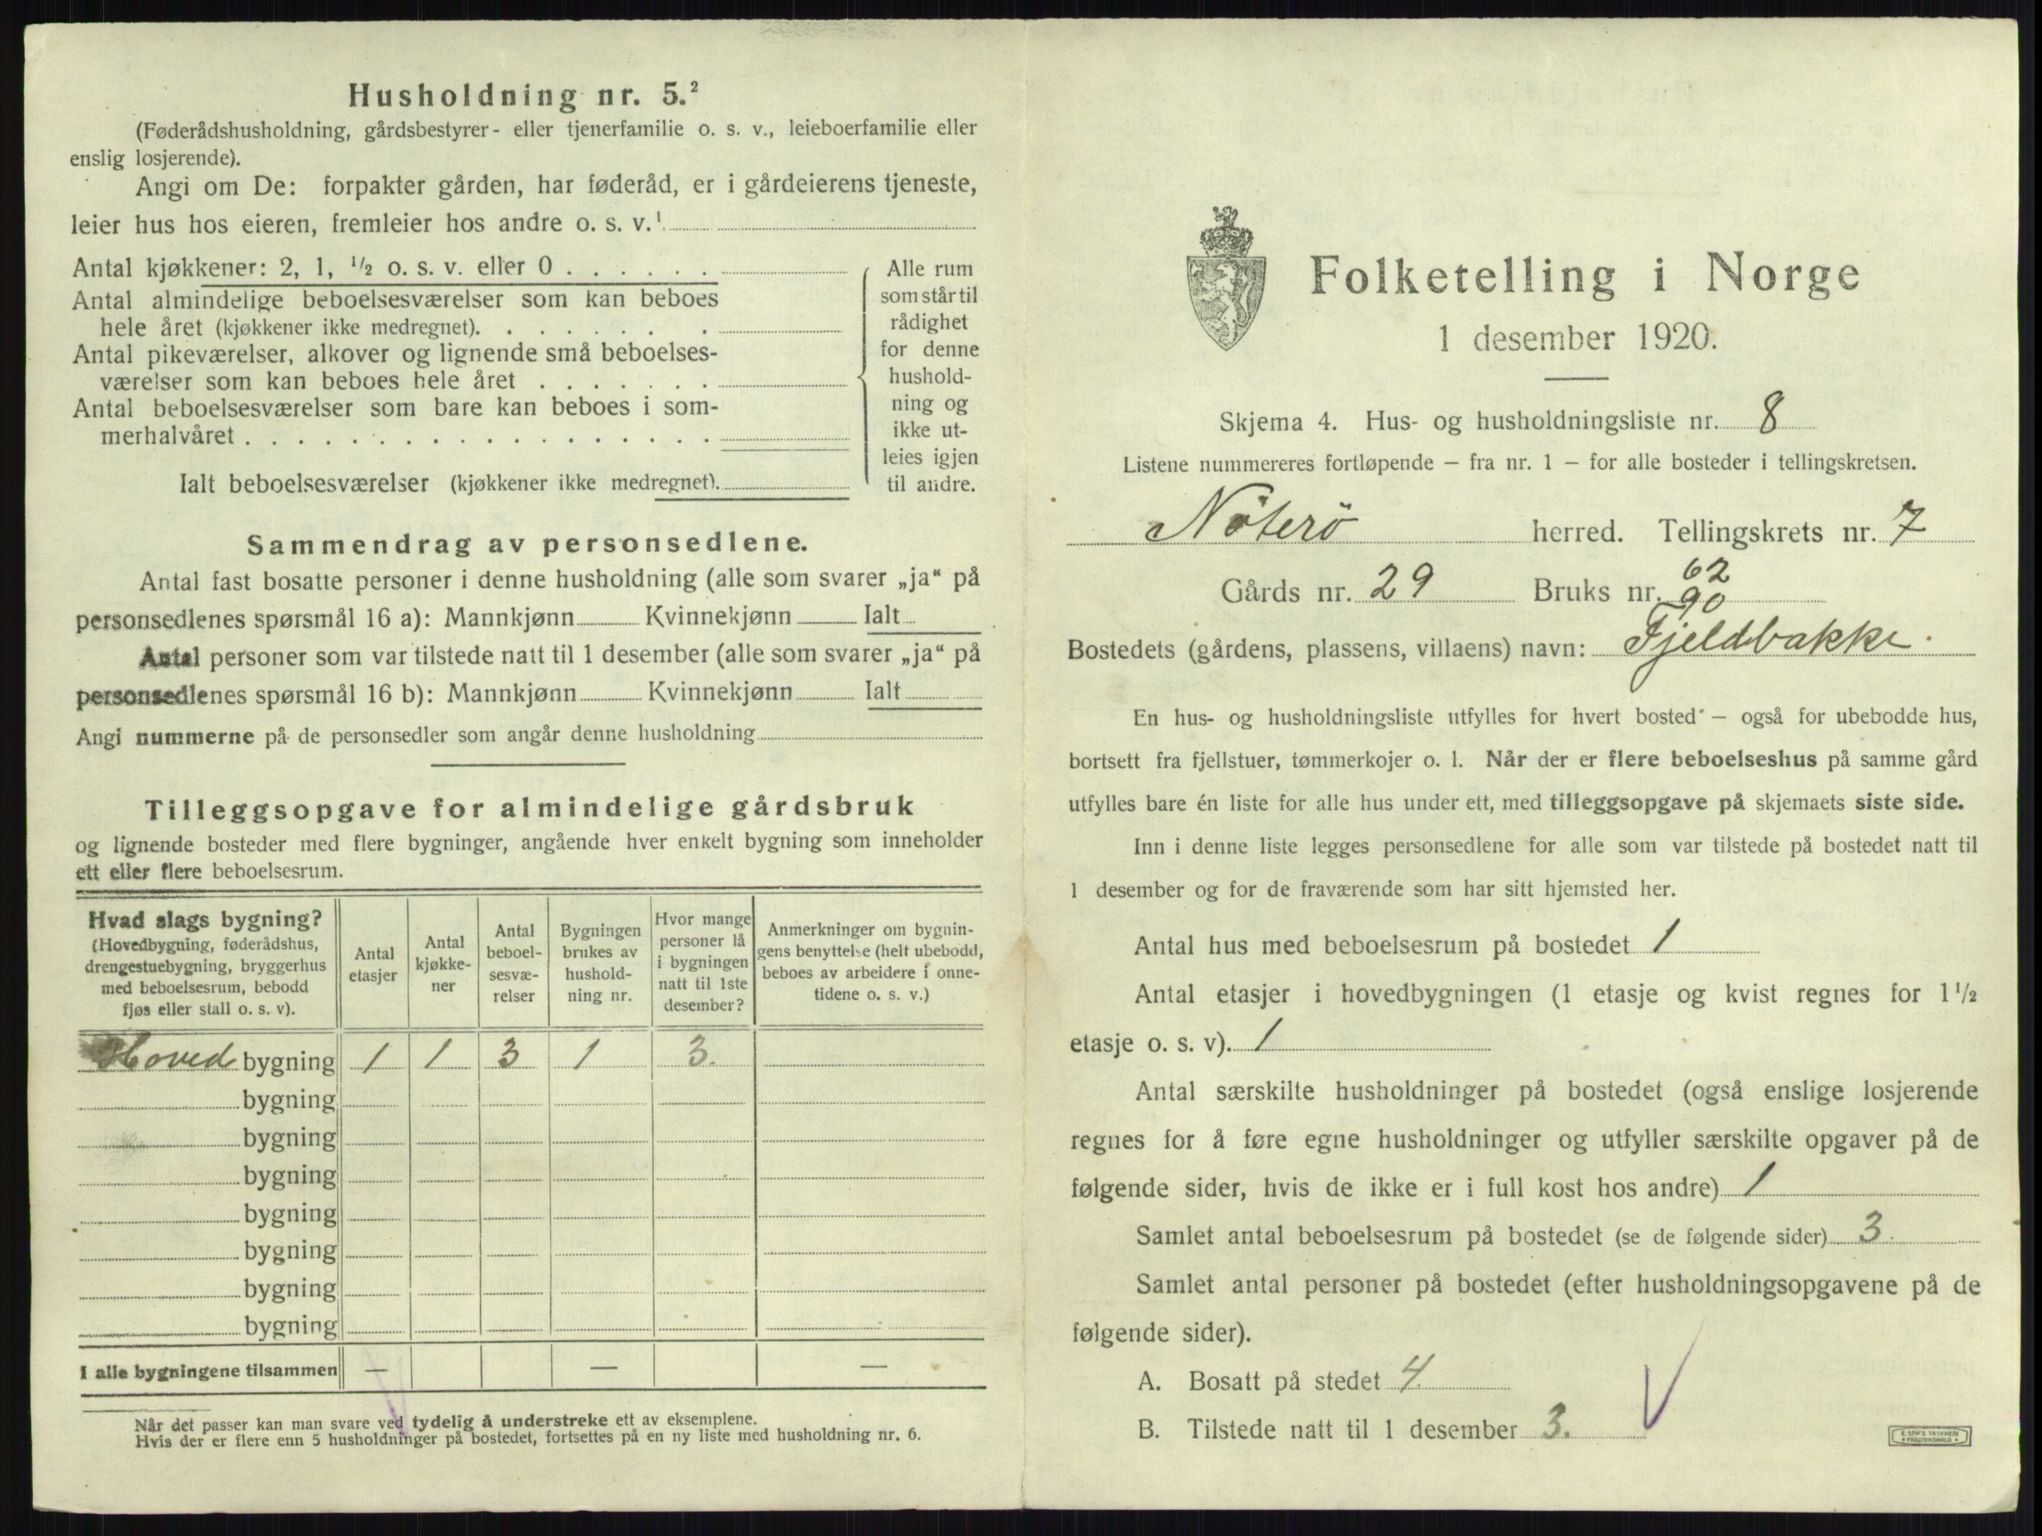 Husholdning nr. 5.²
(Føderådshusholdning, gårdsbestyrer- eller tjenerfamilie o. s. v., leieboerfamilie eller
enslig losjerende).
Angi om De: forpakter gården, har føderåd, er i gårdeierens tjeneste,
leier hus hos eieren, fremleier hos andre o. s. v.¹
Antal kjøkkener: 2, 1, ½ o. s. v. eller 0 . . . . . .
Antal almindelige beboelsesværelser som kan beboes
hele året (kjøkkener ikke medregnet). . . . . . . .
Antal pikeværelser, alkover og lignende små beboelses-
værelser som kan beboes hele året . . . . . . .
Antal beboelsesværelser som bare kan beboes i som-
merhalvåret . . . . . . . . . . . . . . . . . .
Ialt beboelsesværelser (kjøkkener ikke medregnet).
Alle rum
som står til
rådighet
for denne
hushold-
ning og
ikke ut-
leies igjen
til andre.
Sammendrag av personsedlene.
Antal fast bosatte personer i denne husholdning (alle som svarer „ja“ på
personsedlenes spørsmål 16 a): Mannkjønn Kvinnekjønn Ialt
Antal personer som var tilstede natt til 1 desember (alle som svarer „ja“ på
personsedlenes spørsmål 16 b): Mannkjønn Kvinnekjønn Ialt
Angi nummerne på de personsedler som angår denne husholdning
Tilleggsopgave for almindelige gårdsbruk
og lignende bosteder med flere bygninger, angående hver enkelt bygning som inneholder
ett eller flere beboelsesrum.
Hvad slags bygning?
(Hovedbygning, føderådshus,
drengestuebygning, bryggerhus
med beboelsesrum, bebodd
fjøs eller stall o. s. v).
Antal
etasjer
Antal
kjøkke-
ner
Antal
beboel-
sesvæ-
relser
Bygningen
brukes av
hushold-
ning nr.
Hvor mange
personer lå
i bygningen
natt til 1ste
desember?
Anmerkninger om bygnin-
gens benyttelse (helt ubebodd,
beboes av arbeidere i onne-
tidene o. s. v.)
Hoved bygning 1 1 3 1 3.
bygning
bygning
bygning
bygning
bygning
bygning
bygning
I alle bygningene tilsammen — — —
Når det passer kan man svare ved tydelig å understreke ett av eksemplene.
Hvis der er flere enn 5 husholdninger på bostedet, fortsettes på en ny liste med husholdning nr. 6.
Folketelling i Norge
1 desember 1920.
Skjema 4. Hus- og husholdningsliste nr. 8
Listene nummereres fortløpende – fra nr. 1 – for alle bosteder i tellingskretsen.
Nøterö herred. Tellingskrets nr. 7
Gårds nr. 29 Bruks nr. 62
90
Bostedets (gårdens, plassens, villaens) navn: Fjeldbakke.
En hus- og husholdningsliste utfylles for hvert bosted – også for ubebodde hus,
bortsett fra fjellstuer, tømmerkojer o. l. Når der er flere beboelseshus på samme gård
utfylles bare én liste for alle hus under ett, med tilleggsopgave på skjemaets siste side.
Inn i denne liste legges personsedlene for alle som var tilstede på bostedet natt til
1 desember og for de fraværende som har sitt hjemsted her.
Antal hus med beboelsesrum på bostedet 1
Antal etasjer i hovedbygningen (1 etasje og kvist regnes for 1½
etasje o. s. v). 1
Antal særskilte husholdninger på bostedet (også enslige losjerende
regnes for å føre egne husholdninger og utfyller særskilte opgaver på de
følgende sider, hvis de ikke er i full kost hos andre) 1
Samlet antal beboelsesrum på bostedet (se de følgende sider) 3.
Samlet antal personer på bostedet (efter husholdningsopgavene på de
følgende sider).
A. Bosatt på stedet 4.
B. Tilstede natt til 1 desember 3.